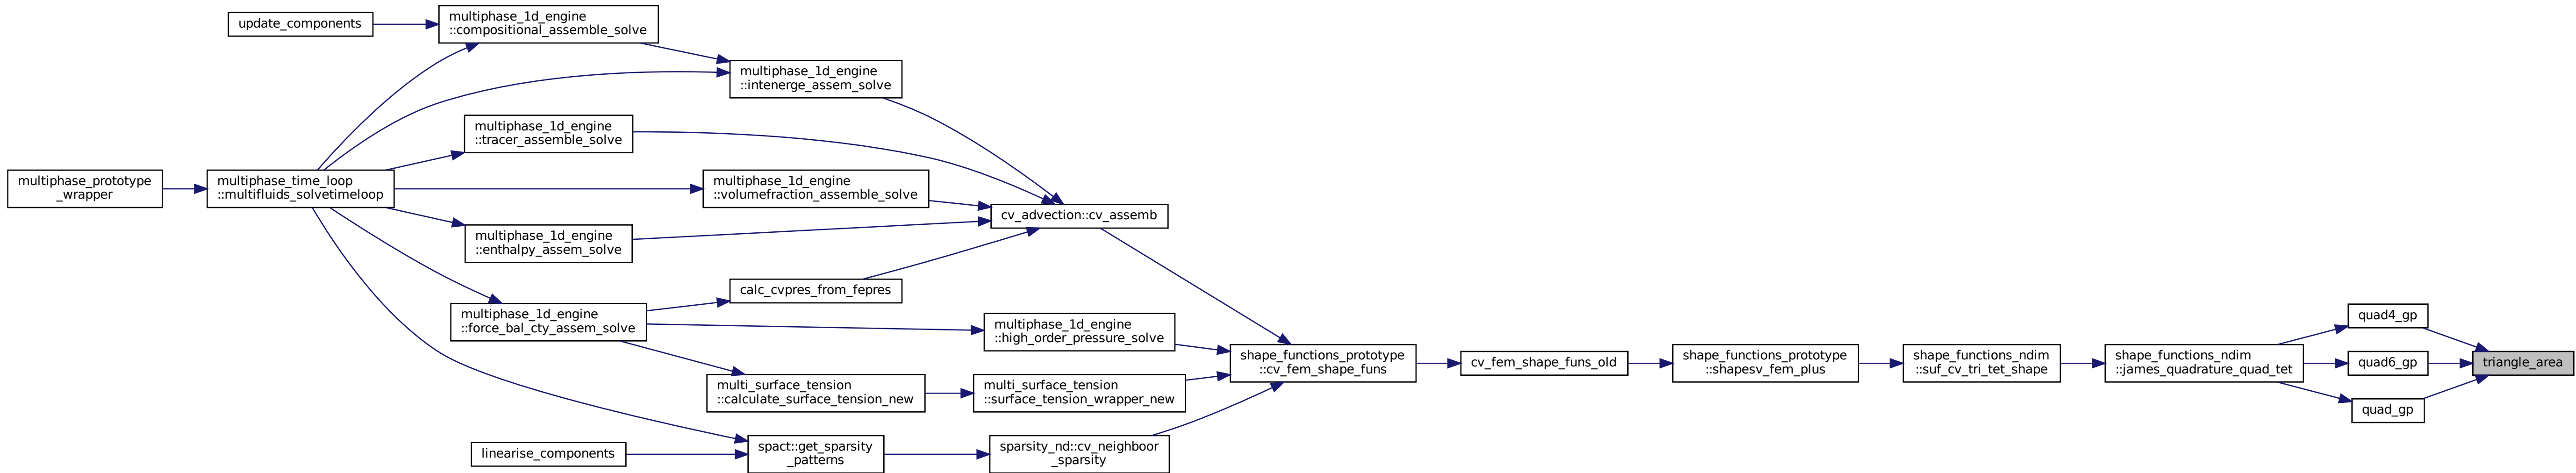 update_components
multiphase_1d_engine
::compositional_assemble_solve
multiphase_1d_engine
::intenerge_assem_solve
multiphase_1d_engine
::tracer_assemble_solve
multiphase_prototype
_wrapper
multiphase_time_loop
::multifluids_solvetimeloop
multiphase_1d_engine
::volumefraction_assemble_solve
cv_advection::cv_assemb
multiphase_1d_engine
::enthalpy_assem_solve
calc_cvpres_from_fepres
multiphase_1d_engine
::force_bal_cty_assem_solve
multiphase_1d_engine
::high_order_pressure_solve
shape_functions_prototype
::cv_fem_shape_funs
cv_fem_shape_funs_old
shape_functions_prototype
::shapesv_fem_plus
shape_functions_ndim
::suf_cv_tri_tet_shape
shape_functions_ndim
::james_quadrature_quad_tet
quad4_gp
quad6_gp
quad_gp
triangle_area
multi_surface_tension
::calculate_surface_tension_new
multi_surface_tension
::surface_tension_wrapper_new
linearise_components
spact::get_sparsity
_patterns
sparsity_nd::cv_neighboor
_sparsity